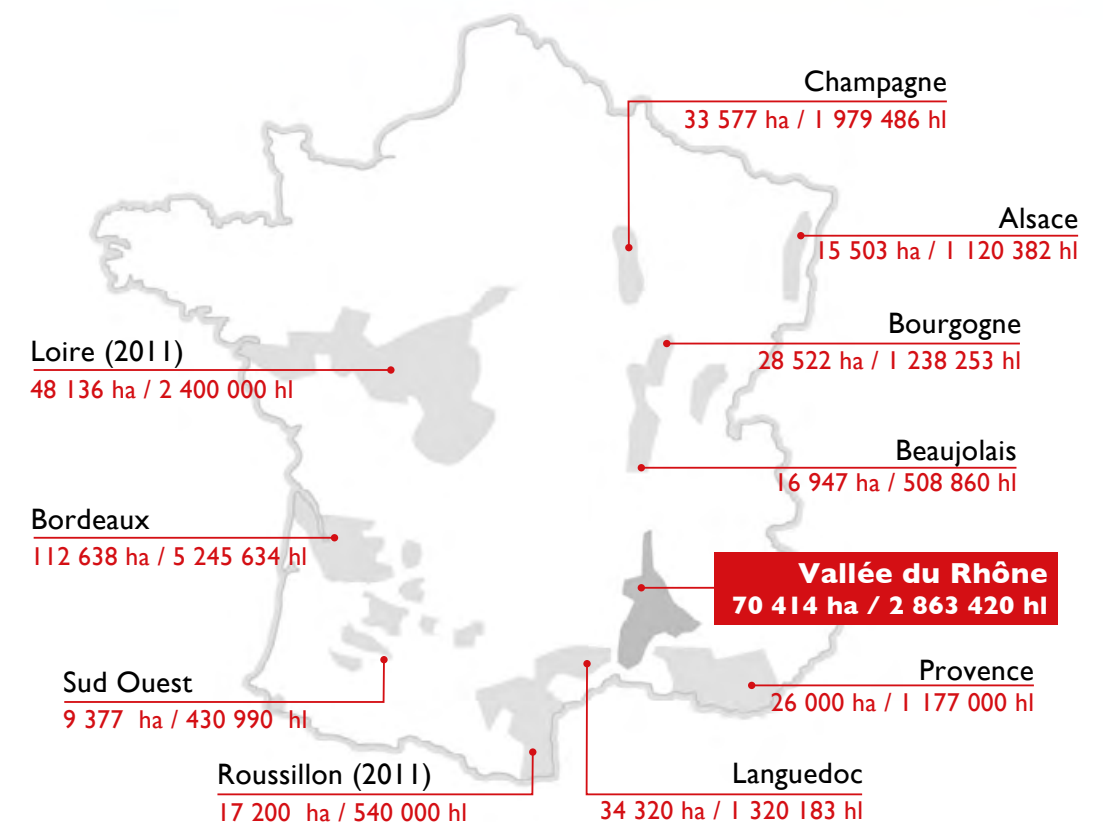 Champagne
33 577 ha / 1 979 486 hl
Alsace
15 503 ha / 1 120 382 hl
Bourgogne
28 522 ha / 1 238 253 hl
Loire (2011)
48 136 ha / 2 400 000 hl
Beaujolais
16 947 ha / 508 860 hl
Bordeaux
112 638 ha / 5 245 634 hl
Vallée du Rhône
70 414 ha / 2 863 420 hl
Sud Ouest
9 377 ha / 430 990 hl
Provence
26 000 ha / 1 177 000 hl
Roussillon (2011)
17 200 ha / 540 000 hl
Languedoc
34 320 ha / 1 320 183 hl